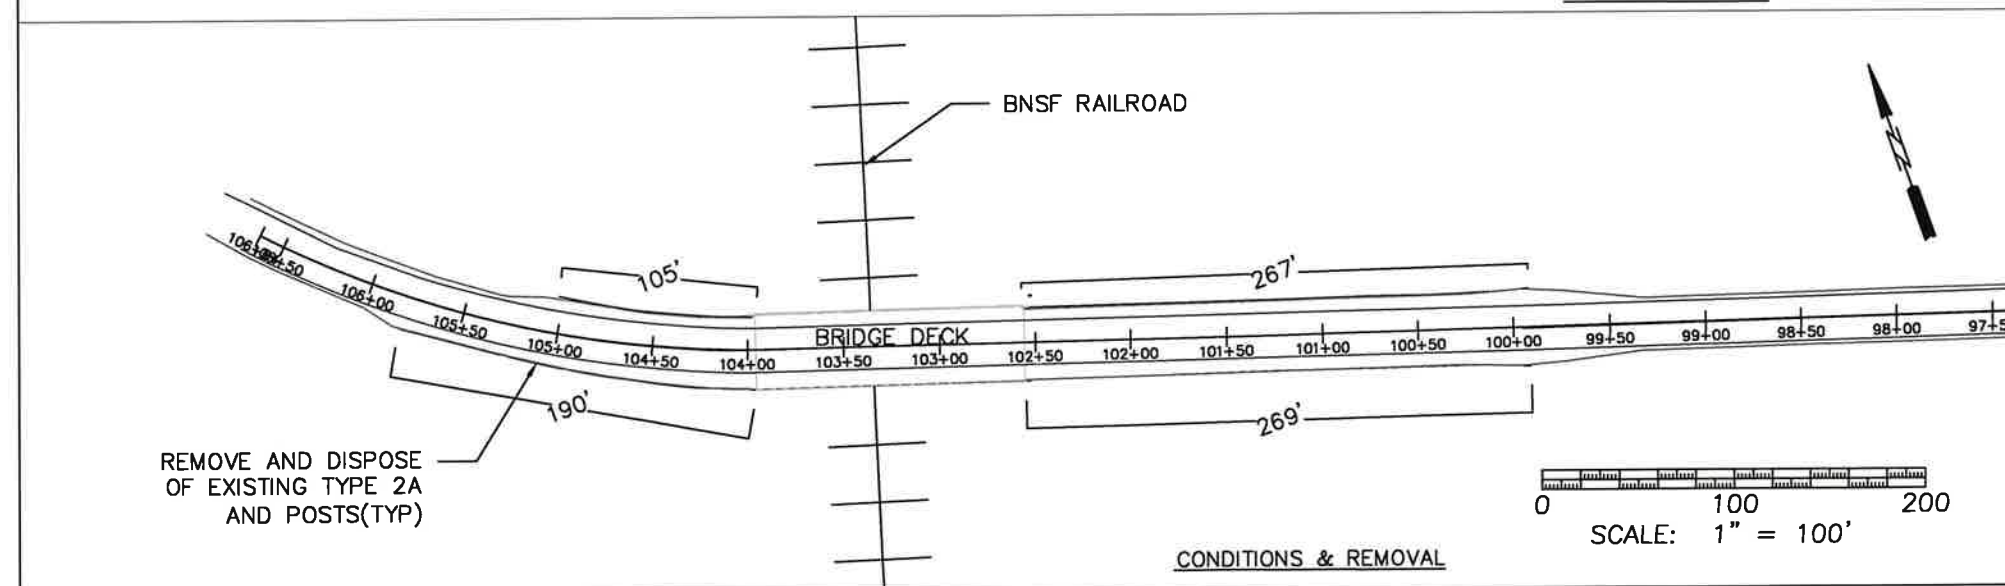 BNSF RAILROAD
105'
267'
BRIDGE DECK
106+00
105+50
105+00
104+50
104+00
103+50
103+00
102+50
102+00
101+50
101+00
100+50
100+00
99+50
99+00
98+50
98+00
190'
269'
REMOVE AND DISPOSE
OF EXISTING TYPE 2A
AND POSTS(TYP)
0 100 200
SCALE: 1" = 100'
CONDITIONS & REMOVAL